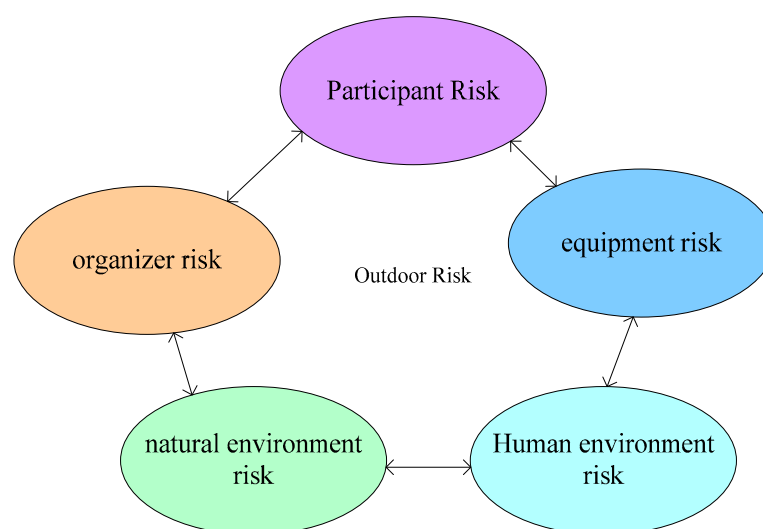 Participant Risk
equipment risk
organizer risk
Outdoor Risk
natural environment
risk
Human environment
risk